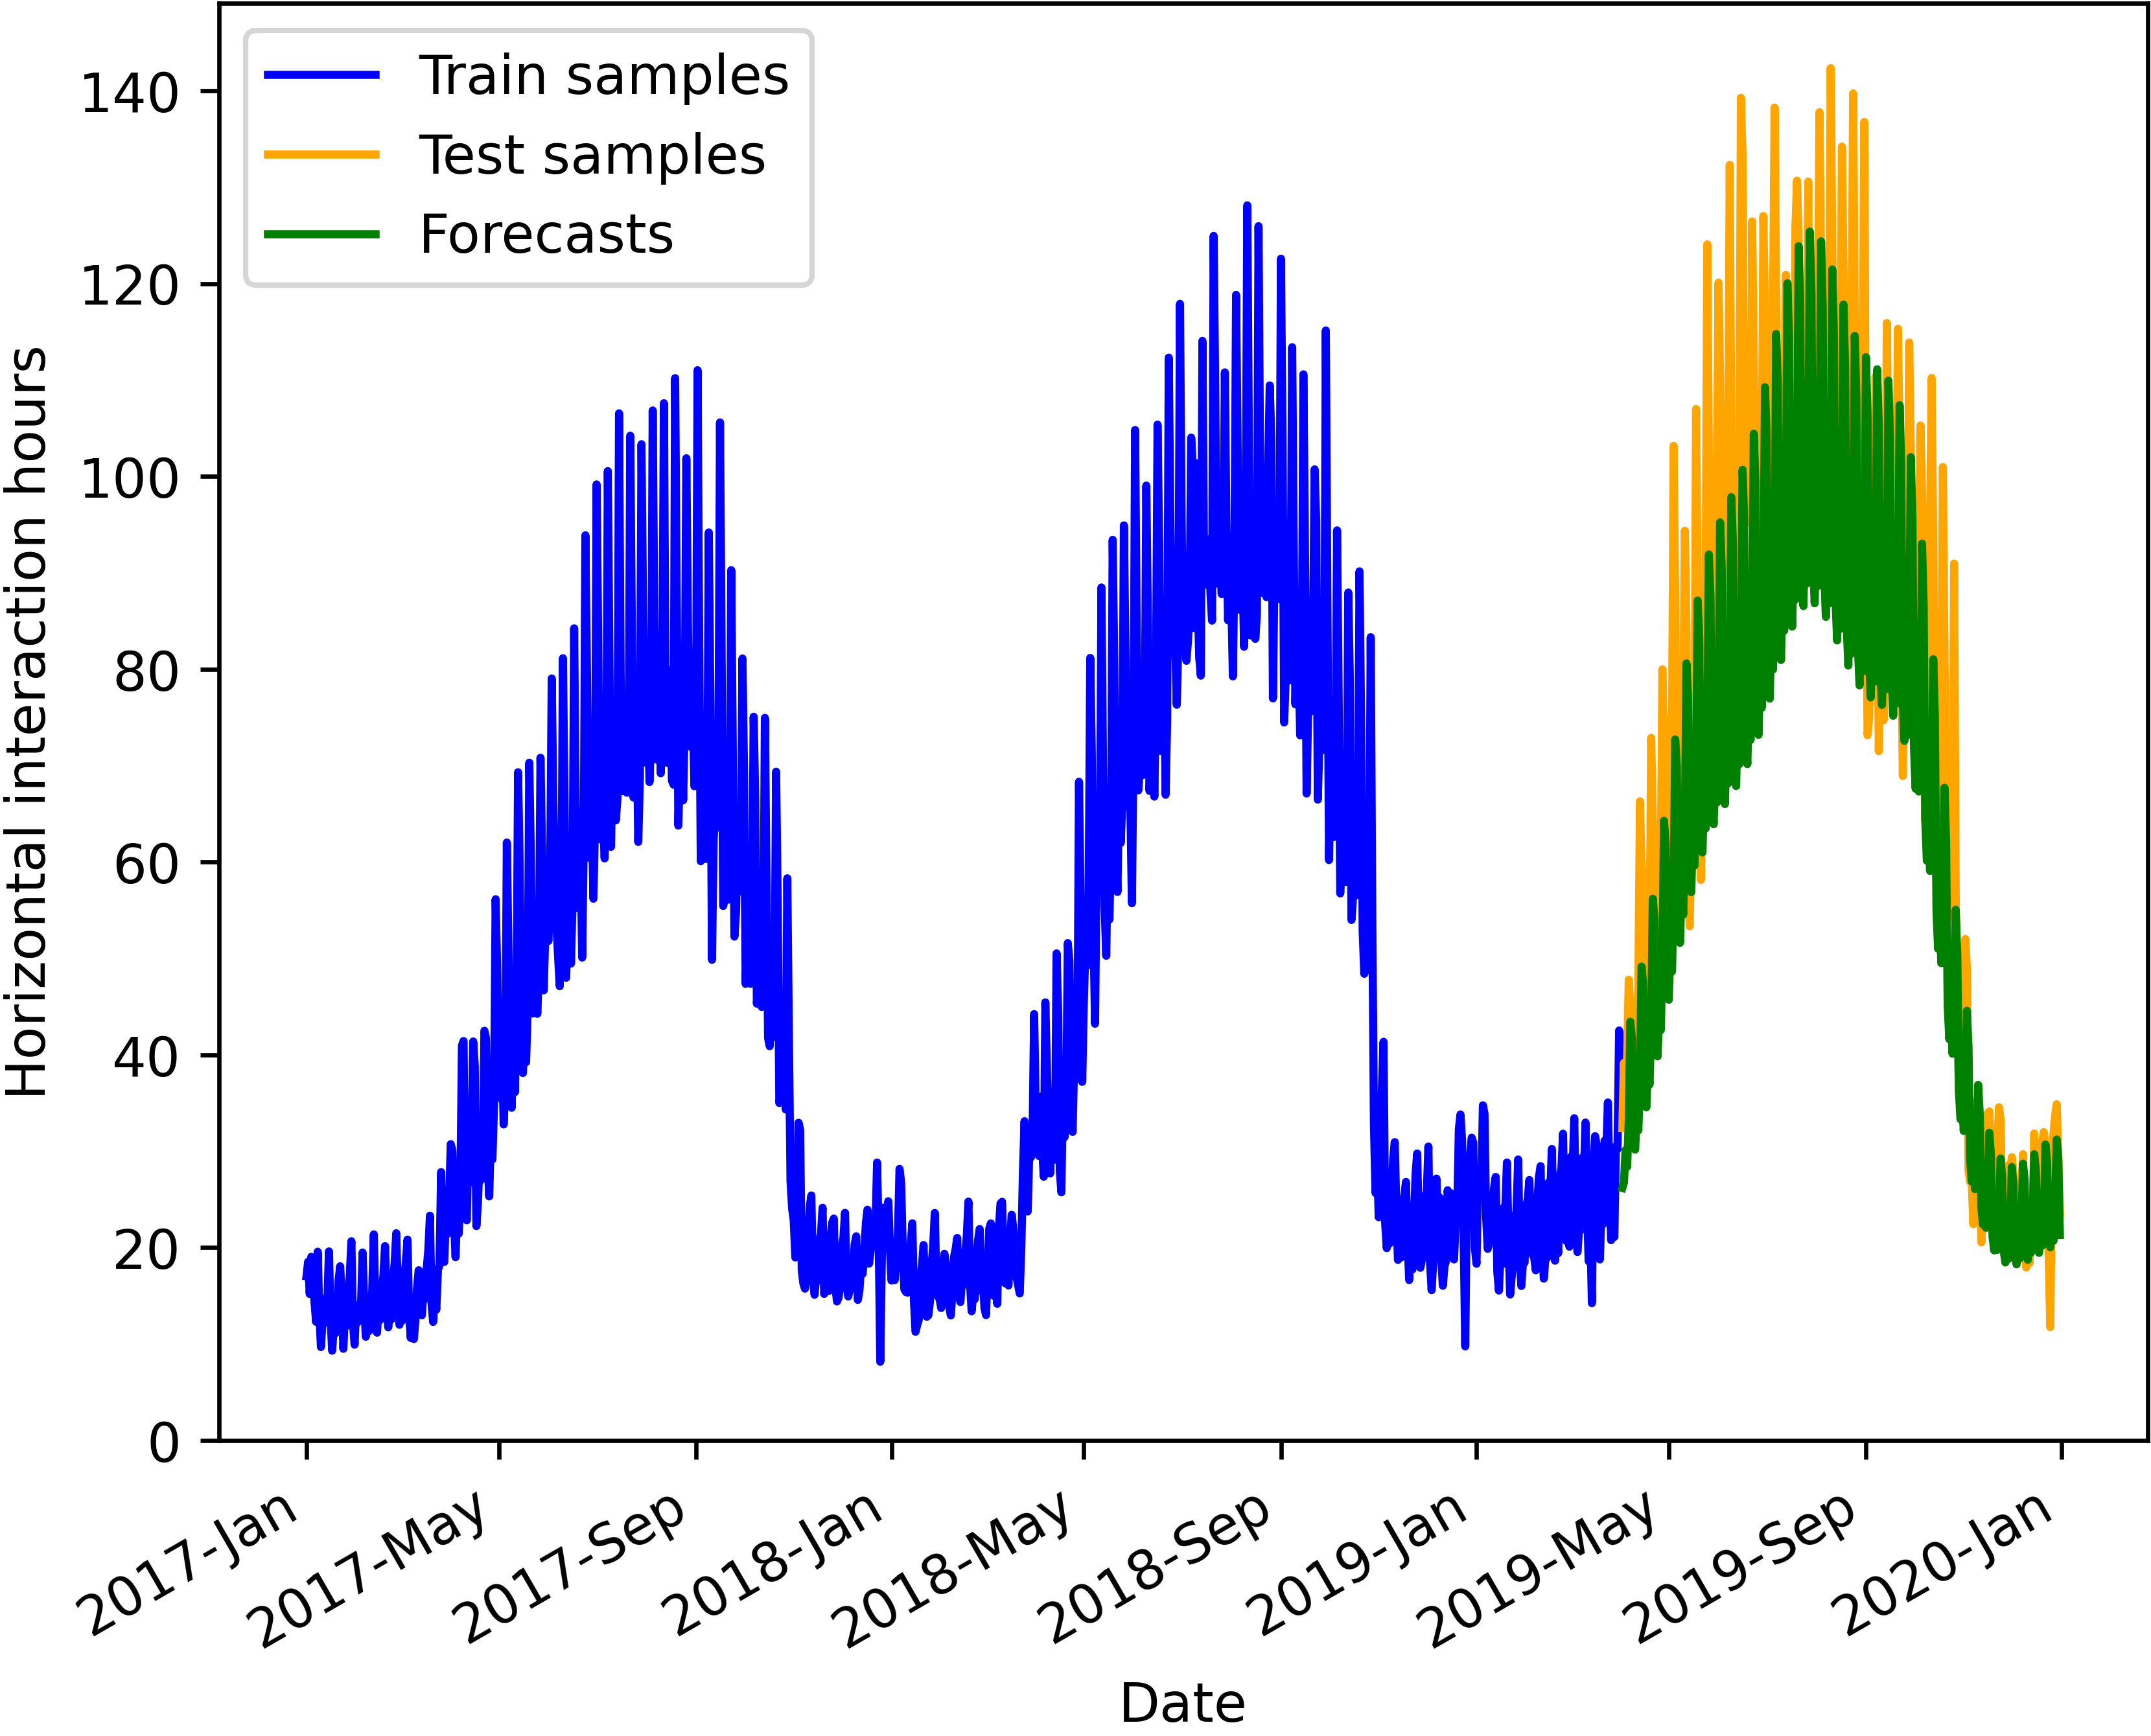 Train samples
Test samples
Forecasts
Horizontal interaction hours
140
120
100
80
60
40
20
0
2017-Jan
2017-May
2017-Sep
2018-Jan
2018-May
2018-Sep
2019-Jan
2019-May
2019-Sep
2020-Jan
Date